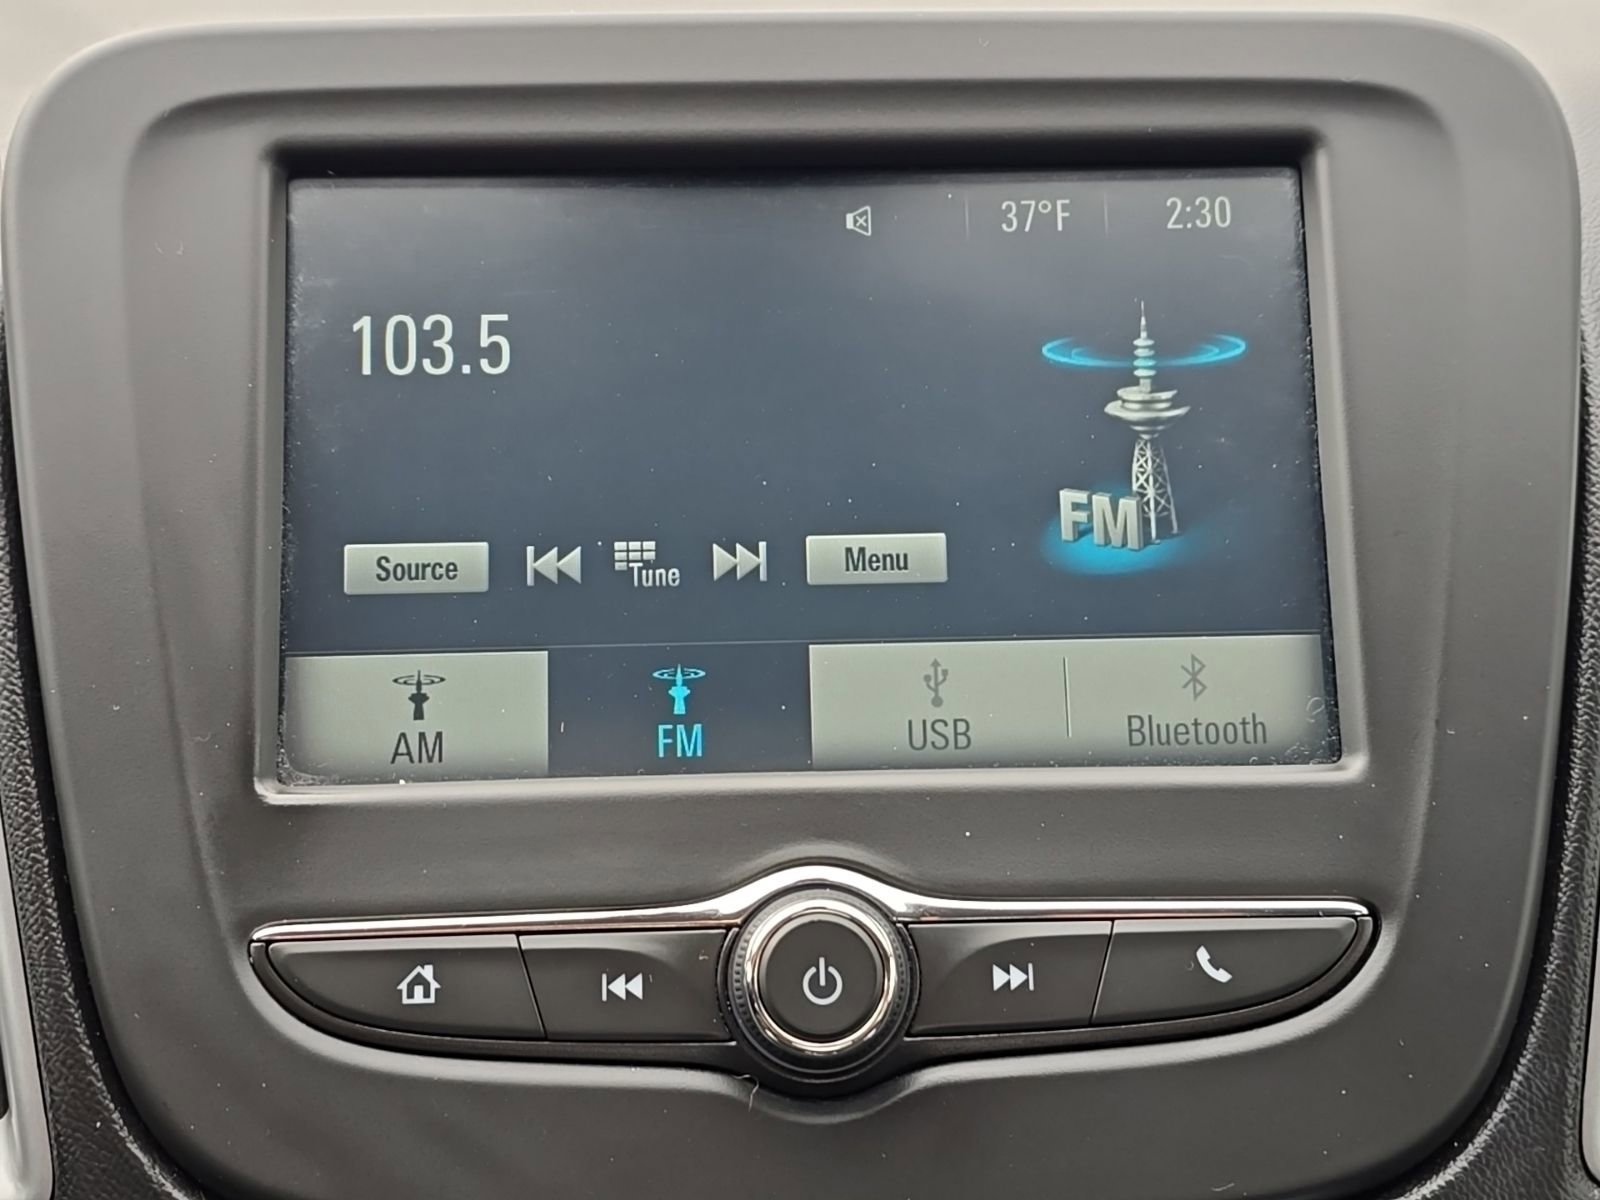 37°F 2:30
103.5
FM
Source Tune Menu
AM FM USB Bluetooth